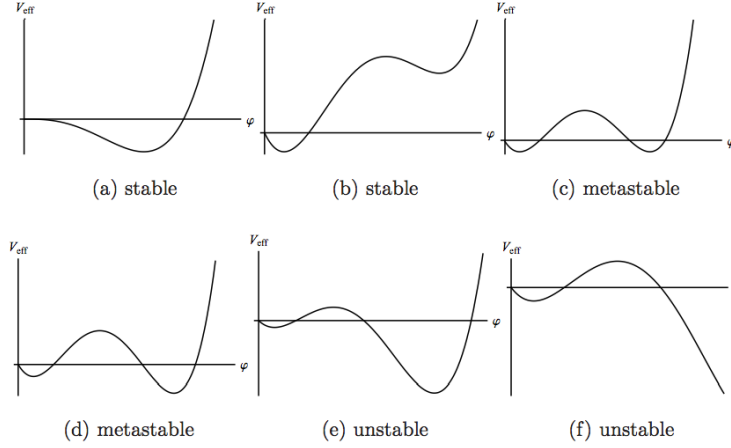 V_eff V_eff V_eff
φ φ φ
(a) stable (b) stable (c) metastable
V_eff V_eff V_eff
φ φ
(d) metastable (e) unstable (f) unstable